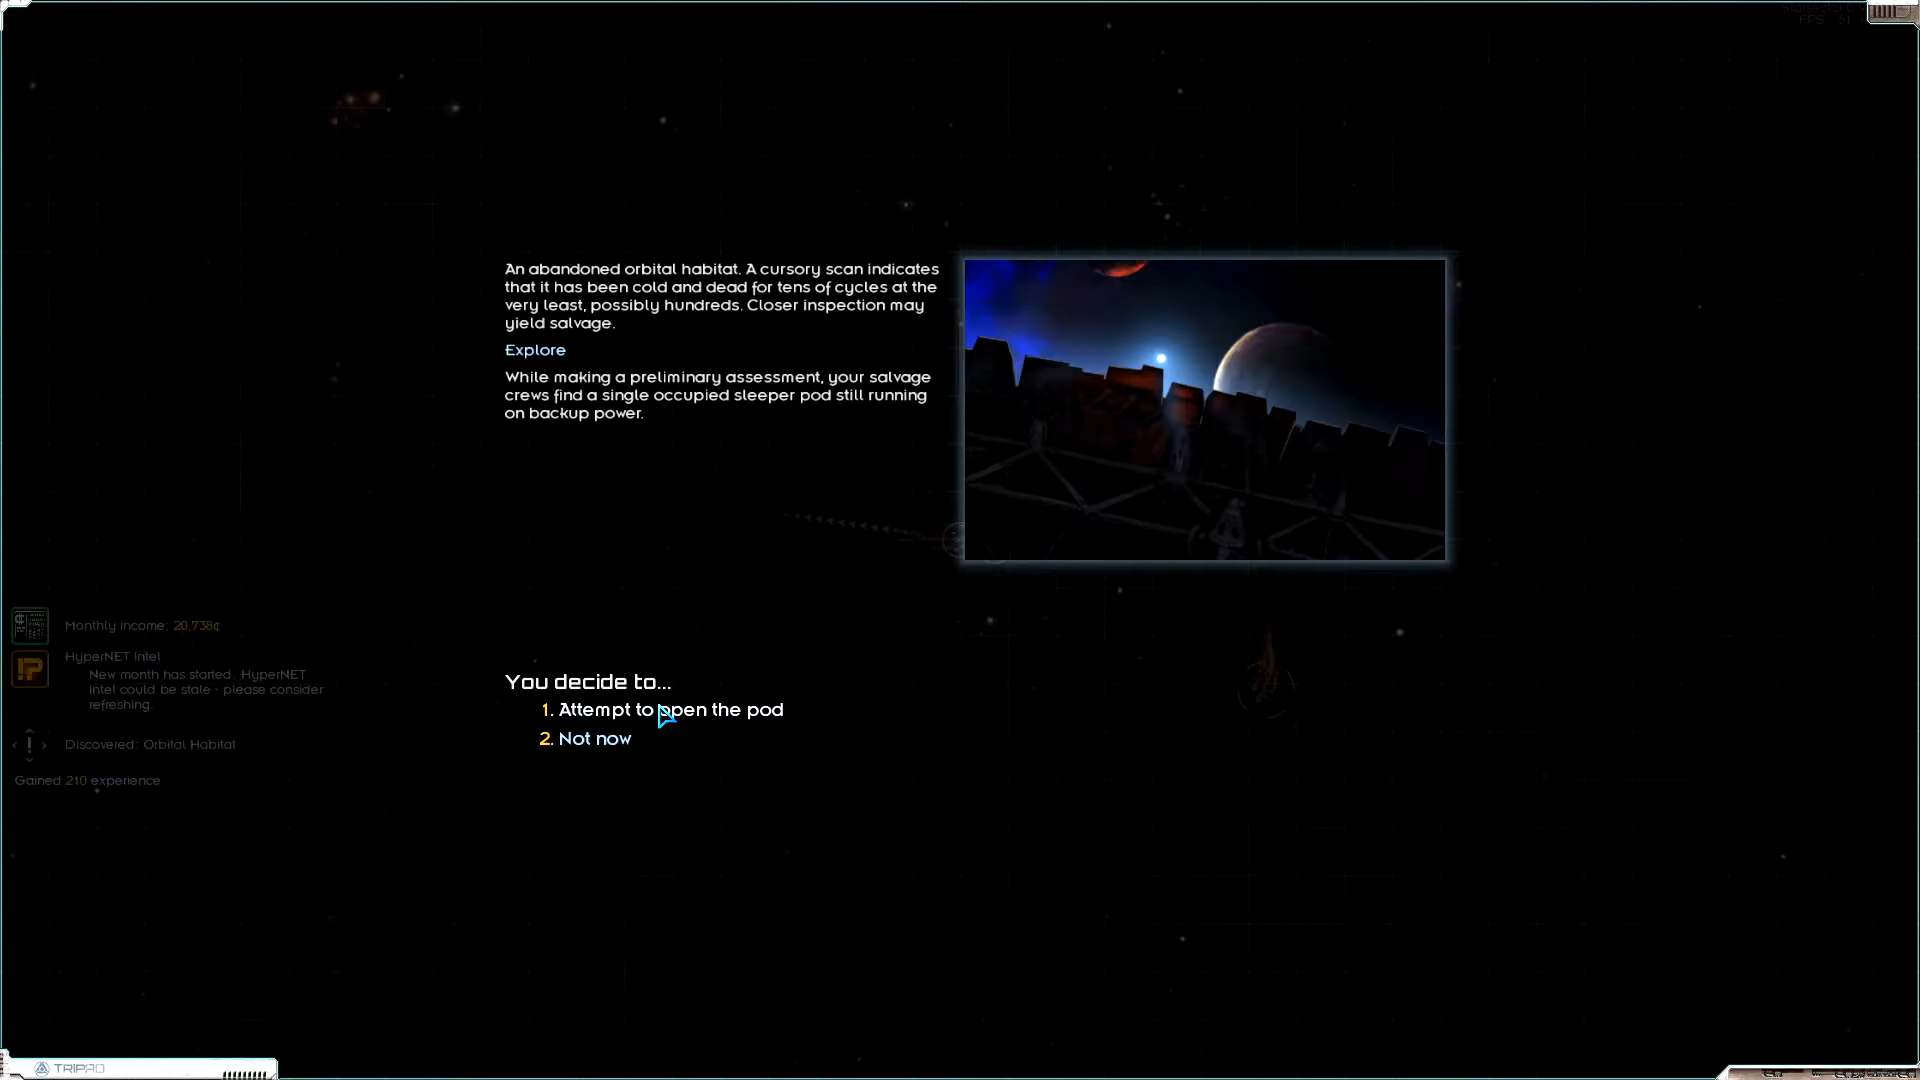 FPS
An abandoned orbital habitat. A cursory scan indicates
that it has been cold and dead for tens of cycles at the
very least, possibly hundreds. Closer inspection may
yield salvage.
Explore
While making a preliminary assessment, your salvage
crews find a single occupied sleeper pod still running
on backup power.
Monthly income: 20,738¢
HyperNET Intel
New month has started. HyperNET
Intel could be stale - please consider
refreshing.
Discovered: Orbital Habitat
Gained 210 experience
You decide to...
1. Attempt to open the pod
2. Not now
TRIPAD